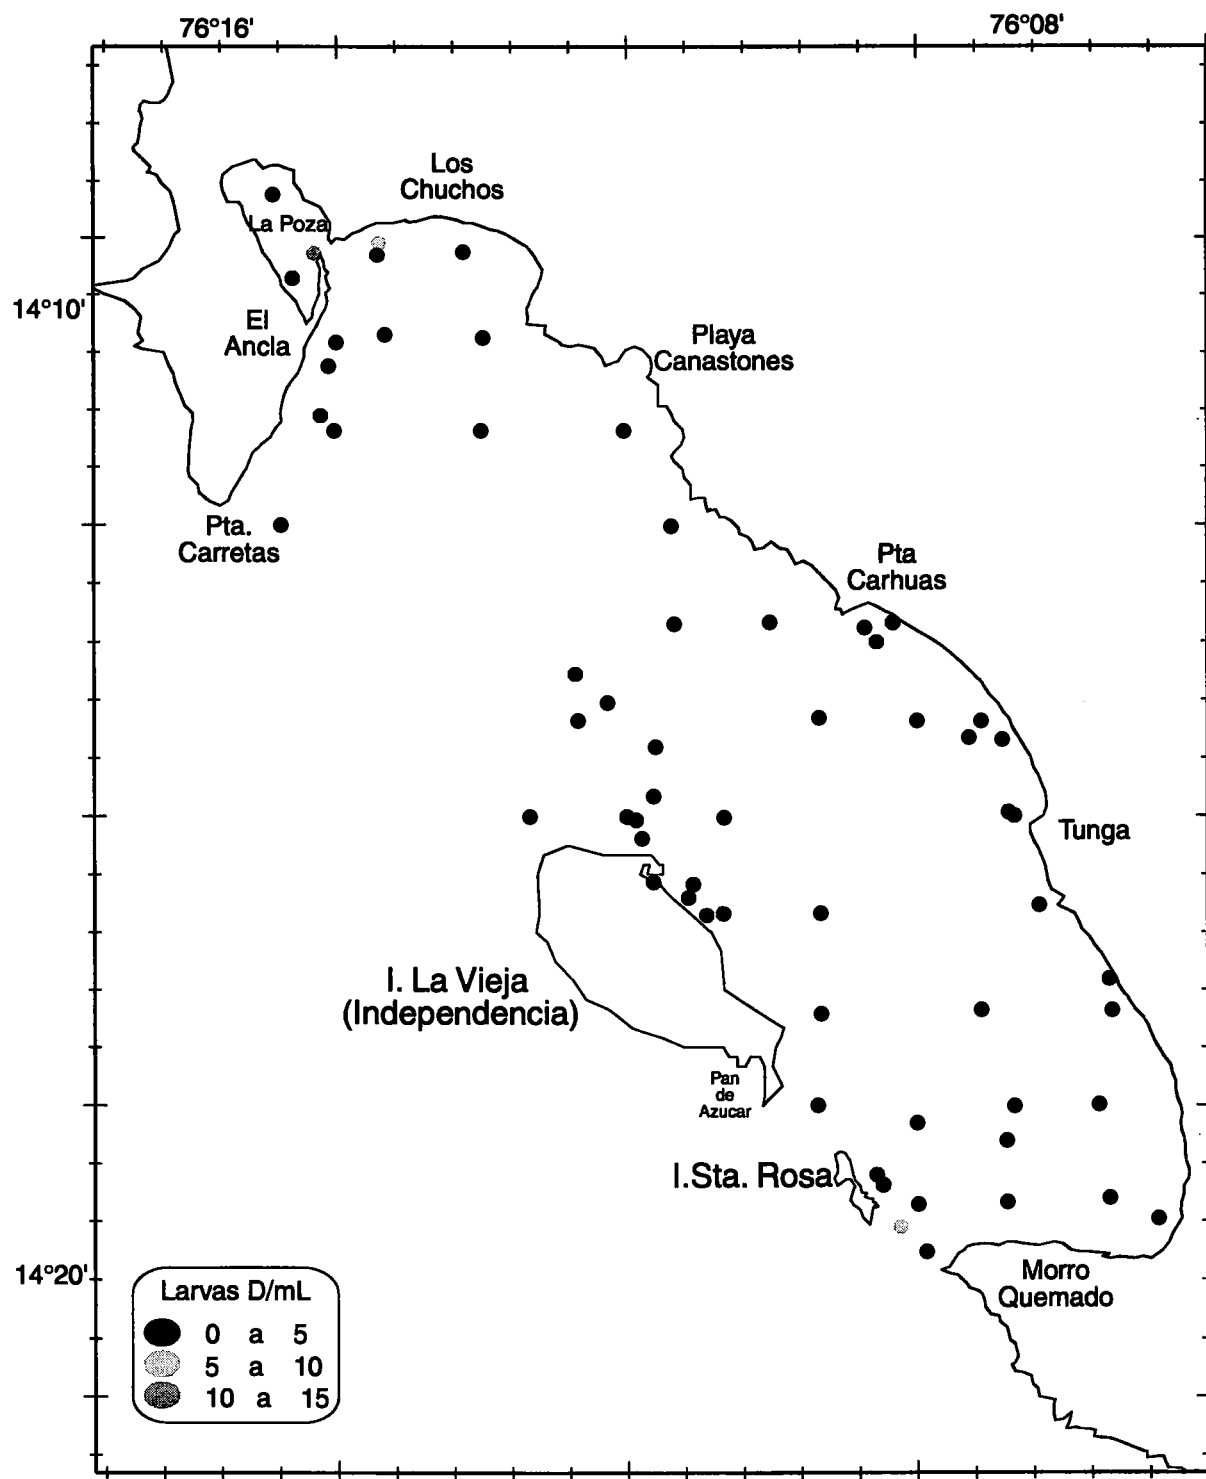 76°16'
76°08'
Los
Chuchos
La Poza
14°10'
El
Ancla
Playa
Canastones
Pta.
Carretas
Pta
Carhuas
Tunga
I. La Vieja
(Independencia)
Pan
de
Azucar
I.Sta. Rosa
14°20'
Morro
Quemado
Larvas D/mL
0 a 5
5 a 10
10 a 15